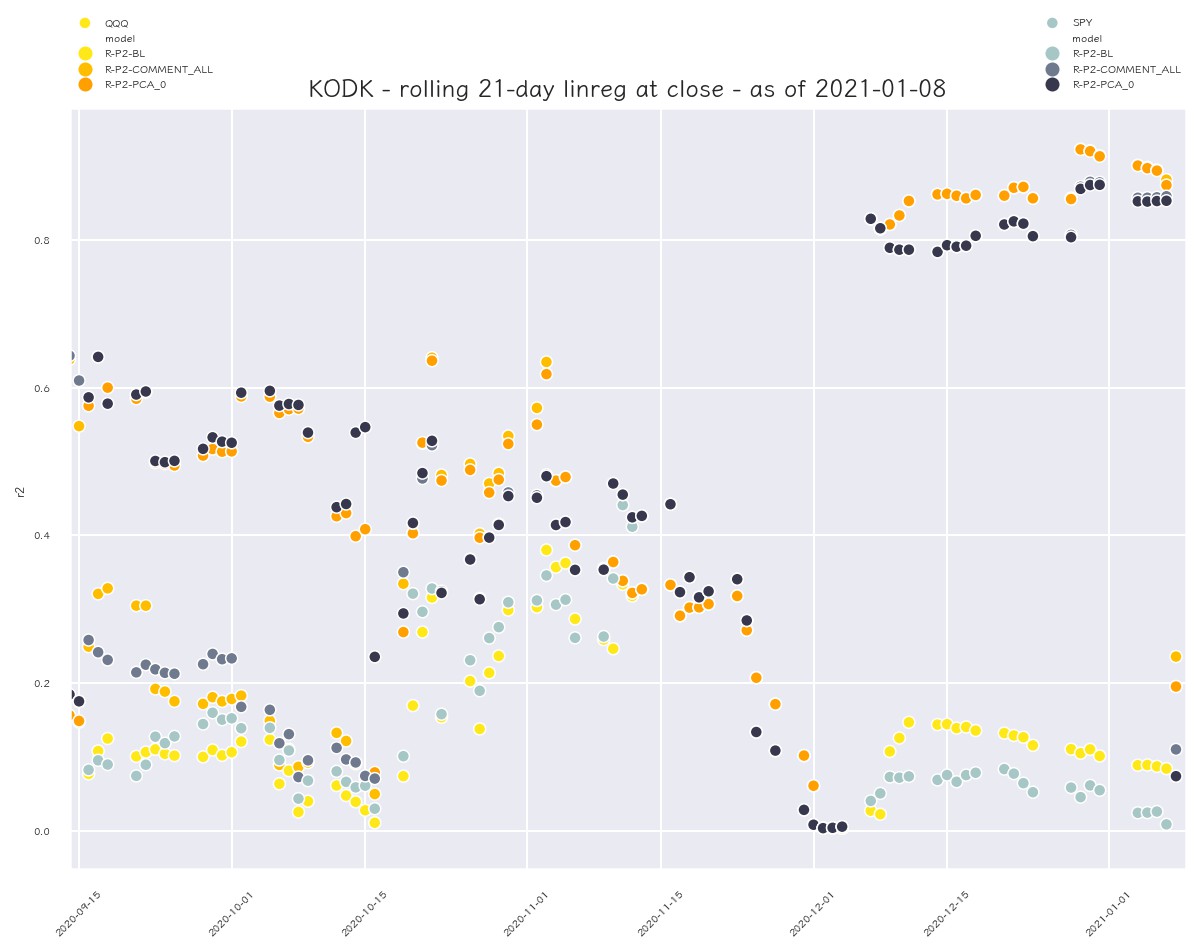 QQQ
model
R-P2-BL
R-P2-COMMENT_ALL
R-P2-PCA_0
SPY
model
R-P2-BL
R-P2-COMMENT_ALL
R-P2-PCA_0
KODK - rolling 21-day linreg at close - as of 2021-01-08
r2
0.8
0.6
0.4
0.2
0.0
2020-09-15
2020-10-01
2020-10-15
2020-11-01
2020-11-15
2020-12-01
2020-12-15
2021-01-01